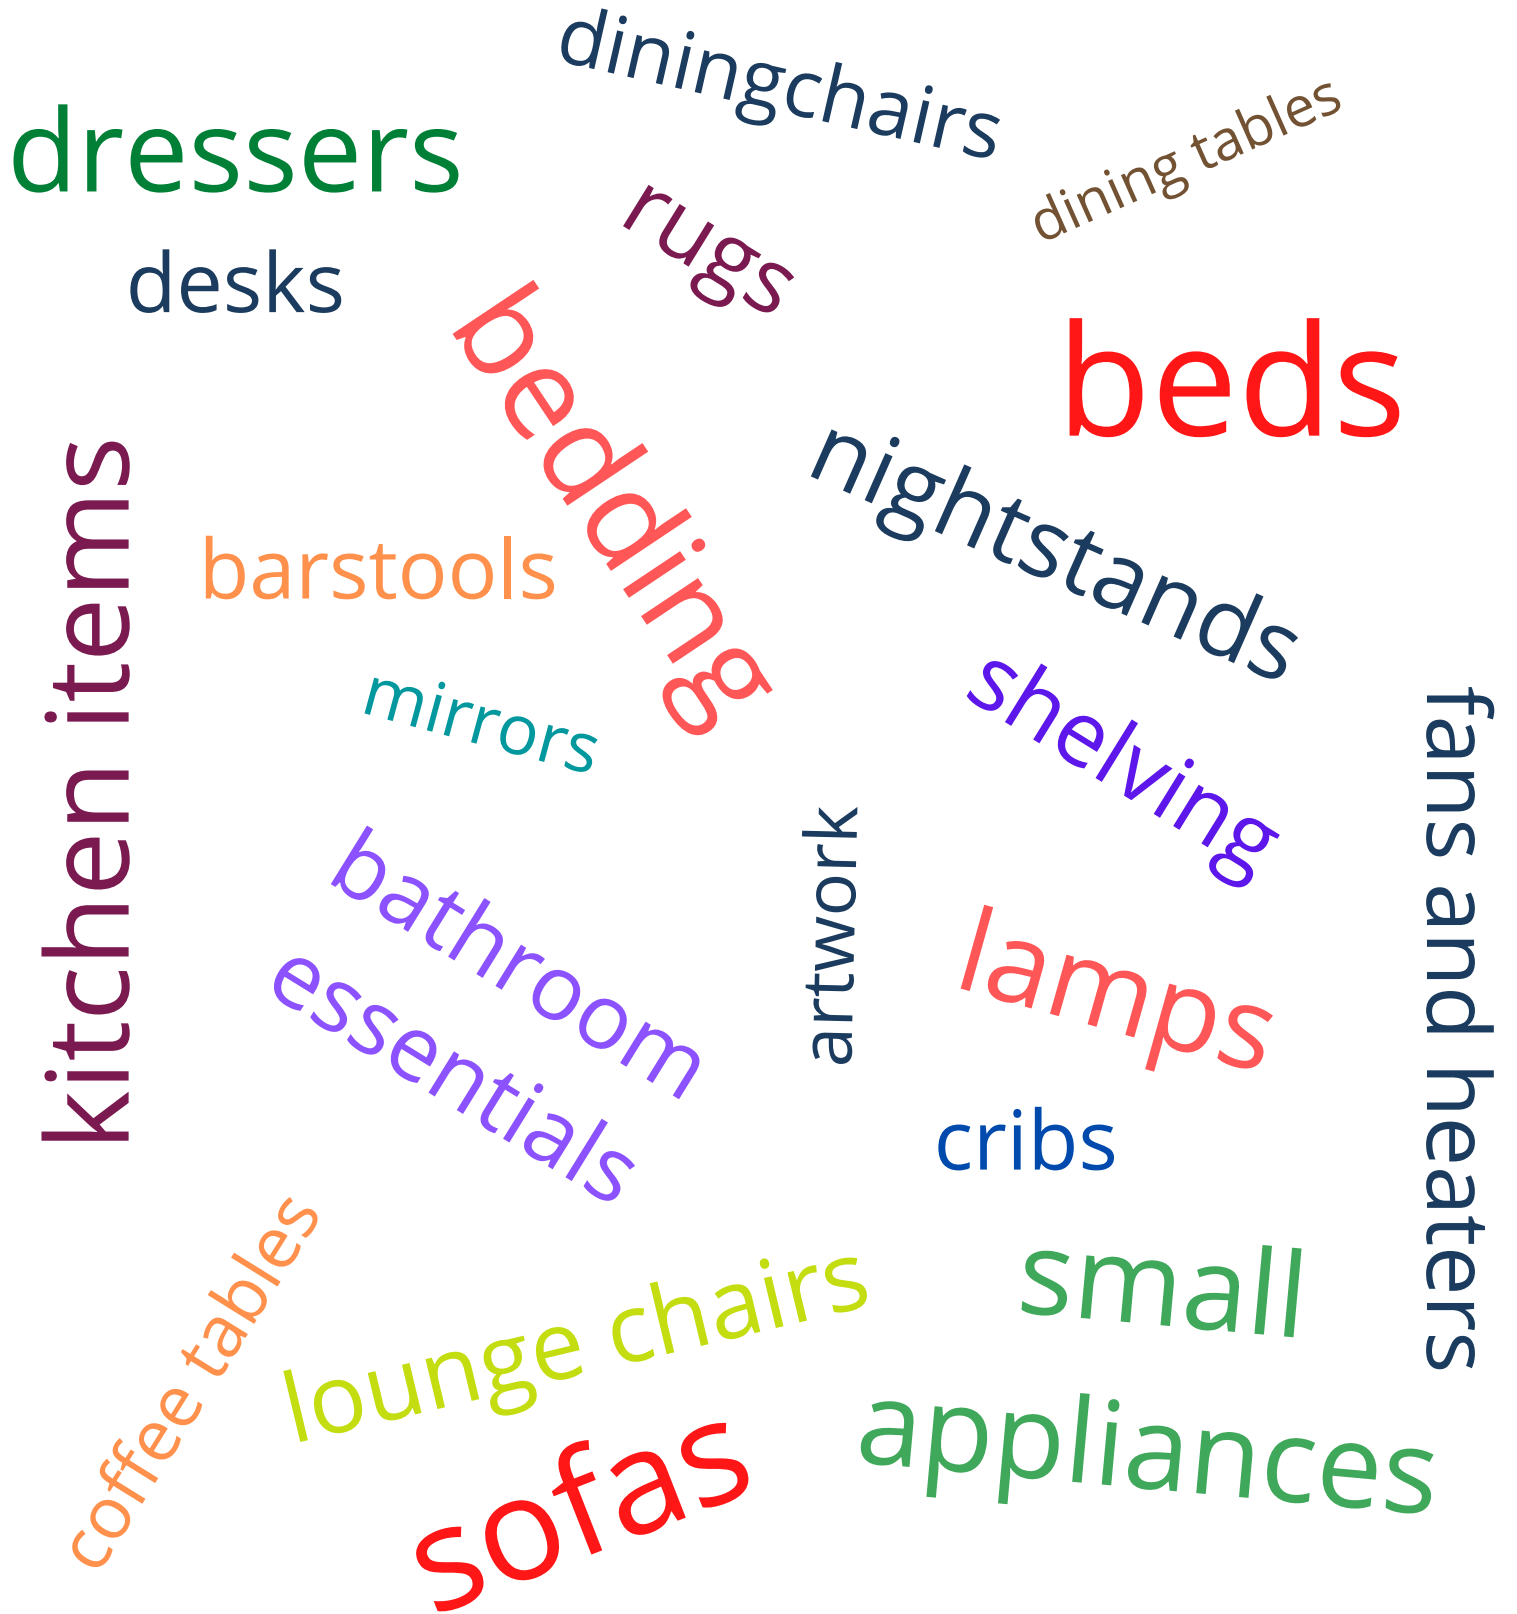 diningchairs
dining tables
dressers
rugs
desks
bedding
beds
nightstands
kitchen items
barstools
mirrors
shelving
fans and heaters
artwork
bathroom
essentials
lamps
cribs
coffee tables
lounge chairs
small
appliances
sofas